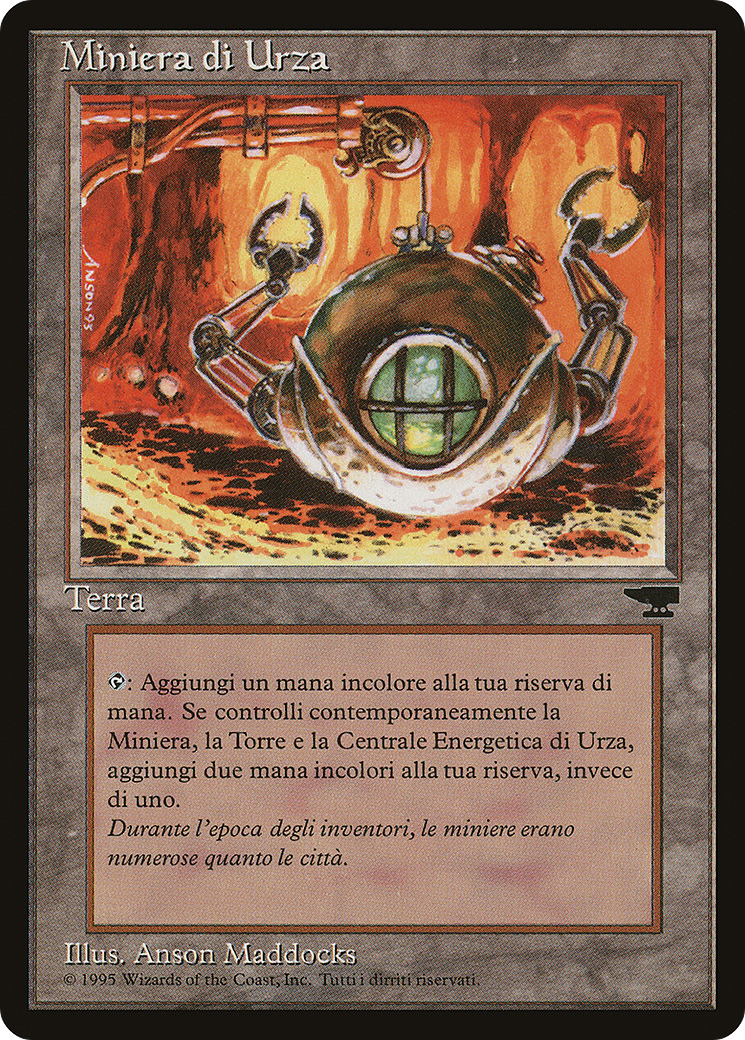 Miniera di Urza
ANSON93
Terra
: Aggiungi un mana incolore alla tua riserva di
mana. Se controlli contemporaneamente la
Miniera, la Torre e la Centrale Energetica di Urza,
aggiungi due mana incolori alla tua riserva, invece
di uno.
Durante l'epoca degli inventori, le miniere erano
numerose quanto le città.
Illus. Anson Maddocks
© 1995 Wizards of the Coast, Inc. Tutti i dirriti riservati.